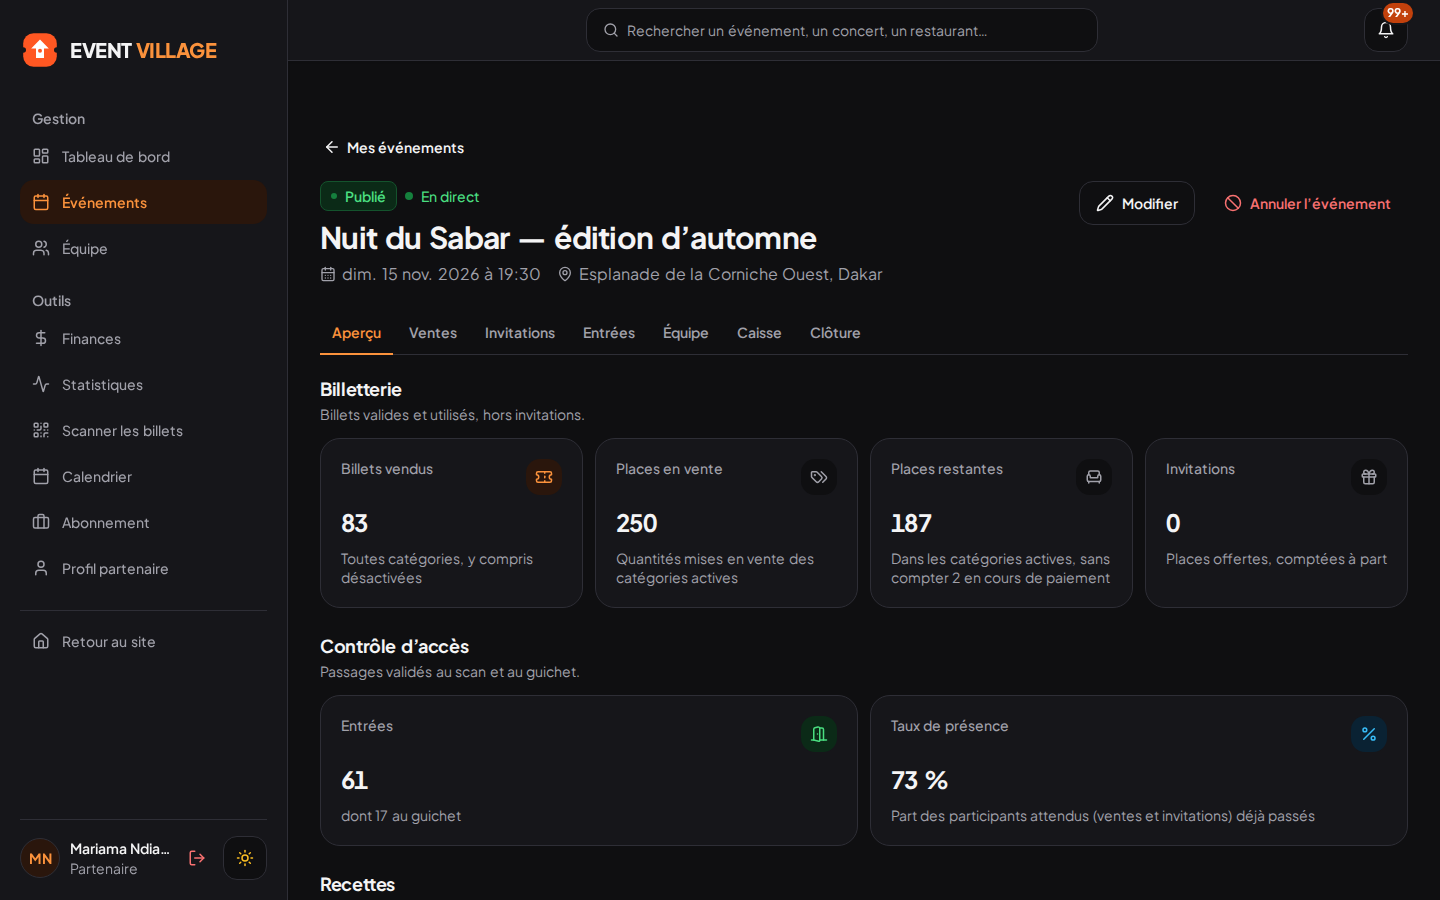 EVENT VILLAGE
Rechercher un événement, un concert, un restaurant…
99+
Gestion
Tableau de bord
Événements
Équipe
Outils
Finances
Statistiques
Scanner les billets
Calendrier
Abonnement
Profil partenaire
Retour au site
MN
Mariama Ndia…
Partenaire
Mes événements
Publié
En direct
Modifier
Annuler l’événement
Nuit du Sabar — édition d’automne
dim. 15 nov. 2026 à 19:30
Esplanade de la Corniche Ouest, Dakar
Aperçu
Ventes
Invitations
Entrées
Équipe
Caisse
Clôture
Billetterie
Billets valides et utilisés, hors invitations.
Billets vendus
83
Toutes catégories, y compris
désactivées
Places en vente
250
Quantités mises en vente des
catégories actives
Places restantes
187
Dans les catégories actives, sans
compter 2 en cours de paiement
Invitations
0
Places offertes, comptées à part
Contrôle d’accès
Passages validés au scan et au guichet.
Entrées
61
dont 17 au guichet
Taux de présence
73 %
Part des participants attendus (ventes et invitations) déjà passés
Recettes